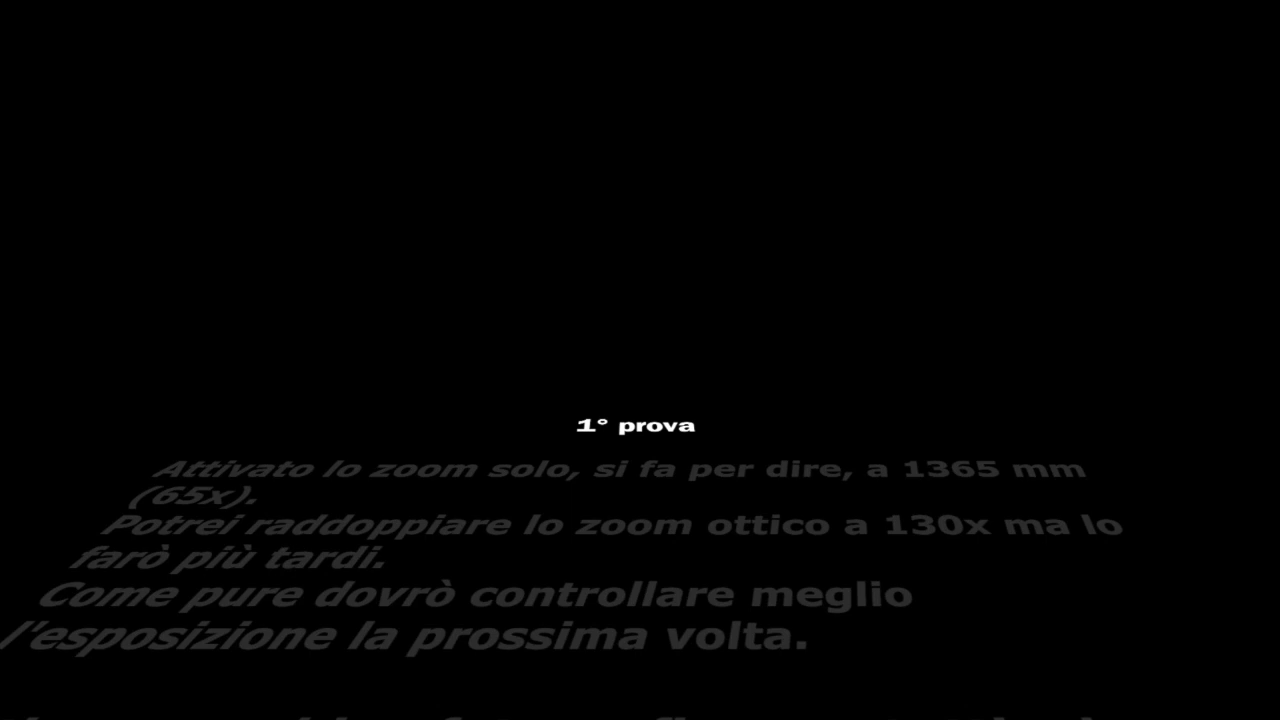 1° prova
Attivato lo zoom solo, si fa per dire, a 1365 mm
(65x).
Potrei raddoppiare lo zoom ottico a 130x ma lo
farò più tardi.
Come pure dovrò controllare meglio
l'esposizione la prossima volta.